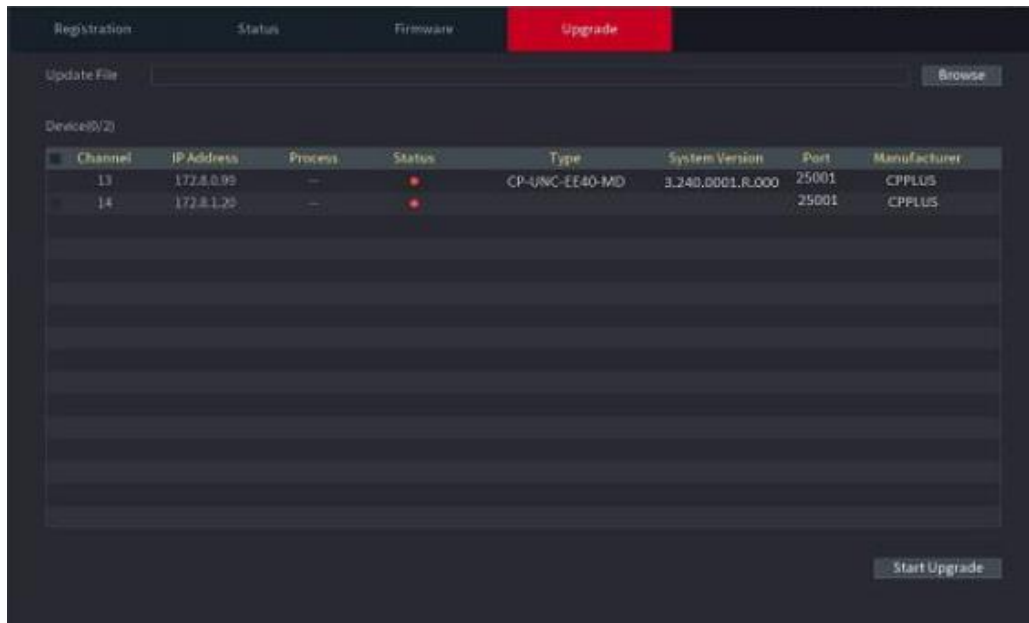 Registration Status Firmware Upgrade
Update File Browse
Device(0/2)
Channel IP Address Process Status Type System Version Port Manufacturer
13 172.8.0.99 — CP-UNC-EE40-MD 3.240.0001.R.000 25001 CPPLUS
14 172.8.1.20 — 25001 CPPLUS
Start Upgrade